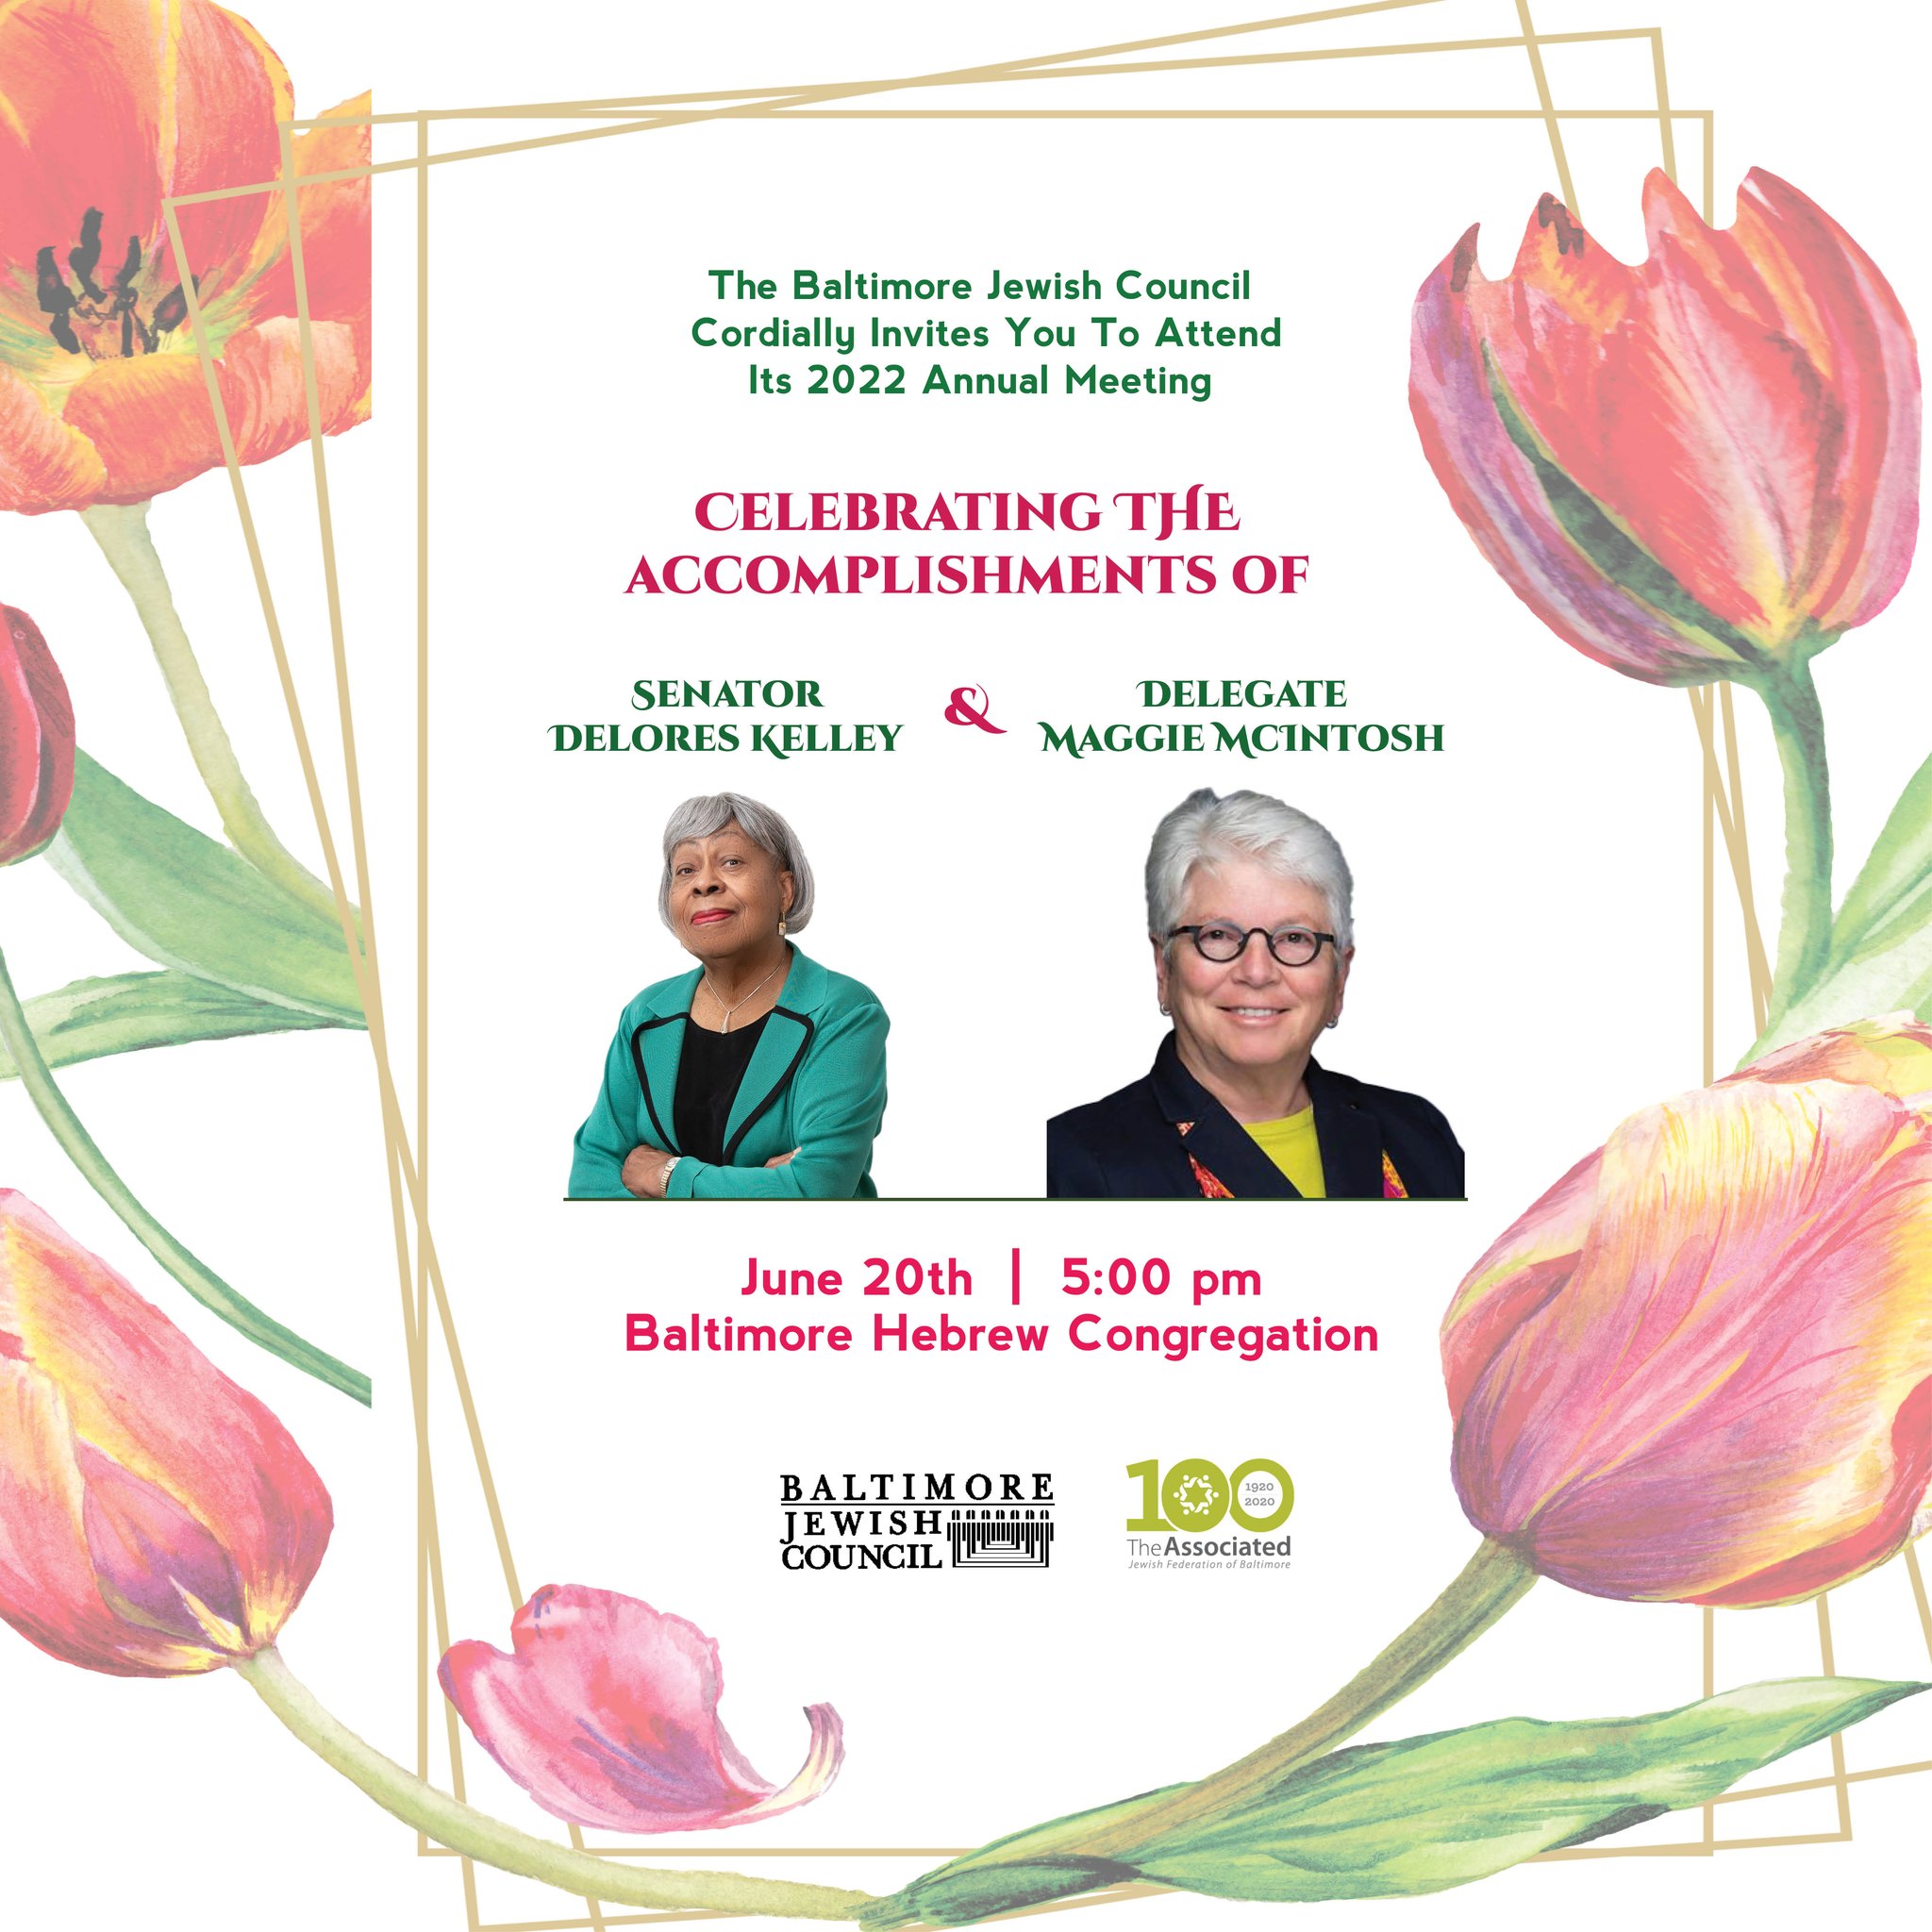 The Baltimore Jewish Council
Cordially Invites You To Attend
Its 2022 Annual Meeting
CELEBRATING THE
ACCOMPLISHMENTS OF
SENATOR
DELORES KELLEY
&
DELEGATE
MAGGIE MCINTOSH
June 20th | 5:00 pm
Baltimore Hebrew Congregation
BALTIMORE
JEWISH
COUNCIL
100
1920
2020
The Associated
Jewish Federation of Baltimore